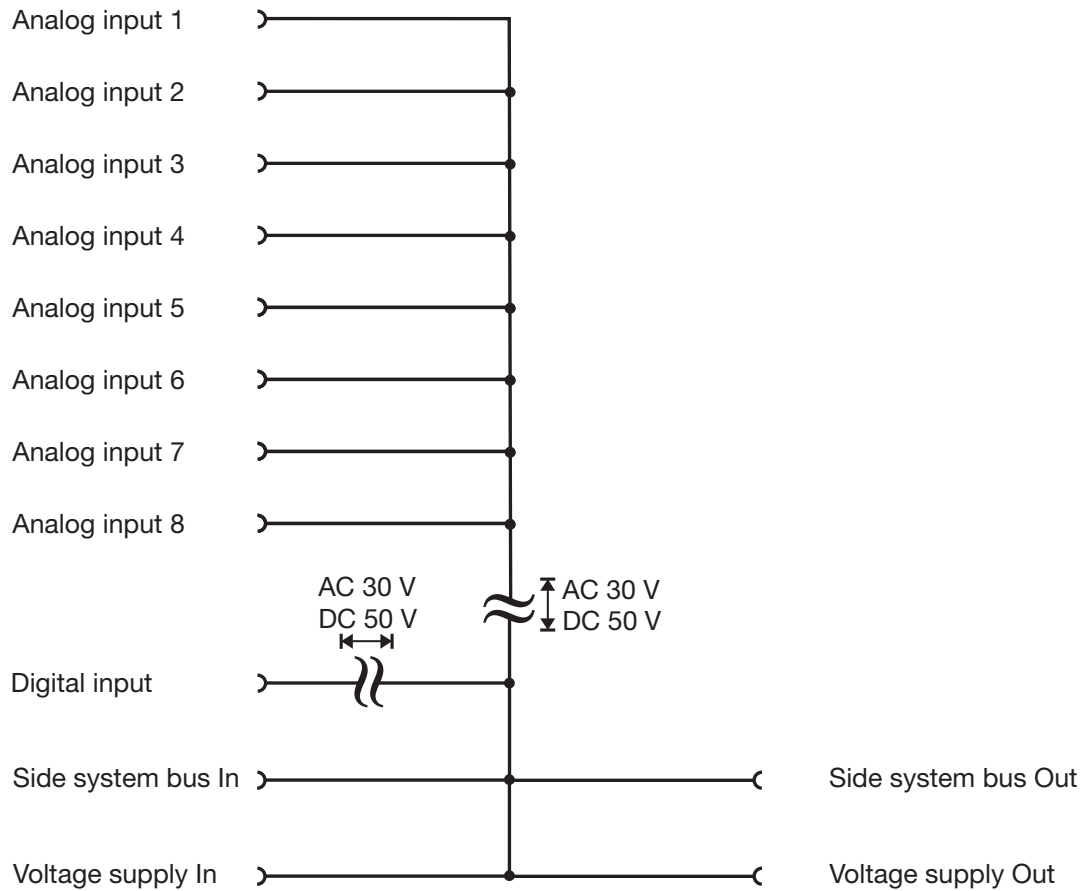 Analog input 1
Analog input 2
Analog input 3
Analog input 4
Analog input 5
Analog input 6
Analog input 7
Analog input 8
AC 30 V
DC 50 V
AC 30 V
DC 50 V
Digital input
Side system bus In
Side system bus Out
Voltage supply In
Voltage supply Out